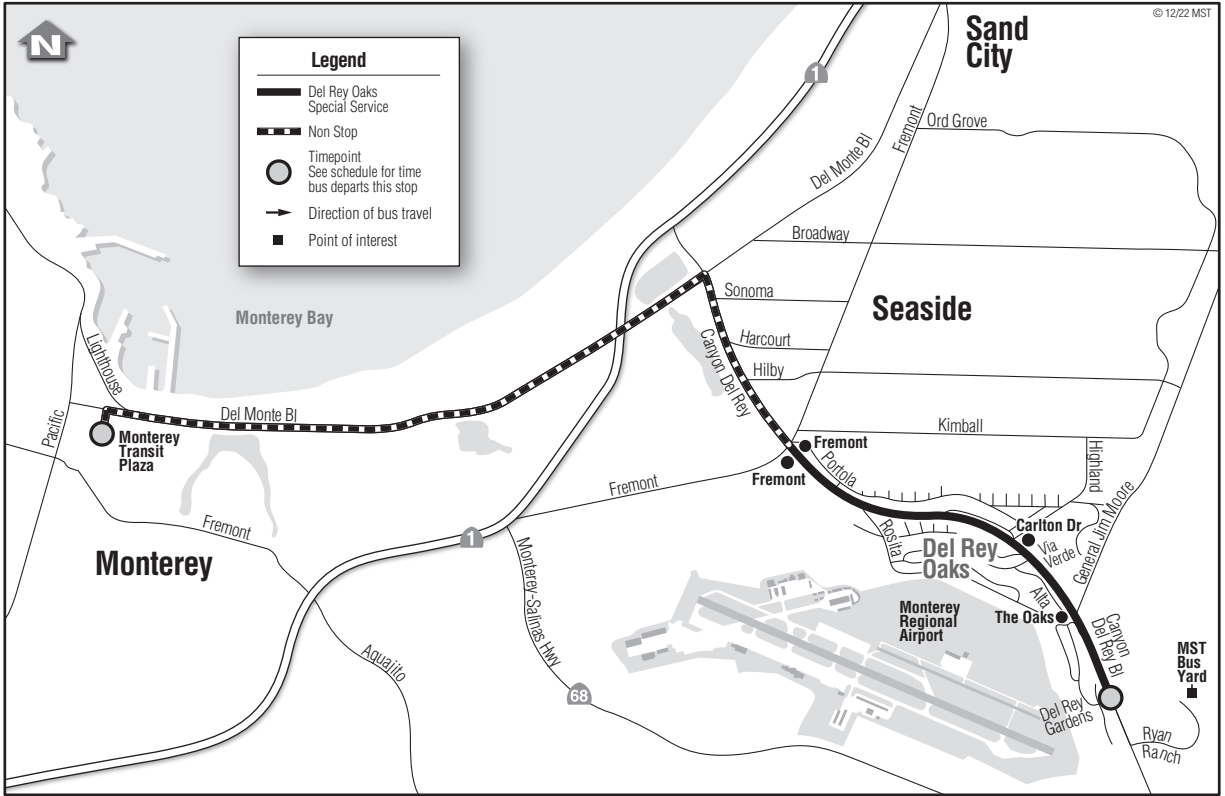 © 12/22 MST
N
Legend
Del Rey Oaks
Special Service
Non Stop
Timepoint
See schedule for time
bus departs this stop
Direction of bus travel
Point of interest
Sand
City
1
Fremont
Ord Grove
Del Monte Bl
Broadway
Sonoma
Seaside
Monterey Bay
Harcourt
Canyon Del Rey
Hilby
Lighthouse
Del Monte Bl
Pacific
Monterey
Transit
Plaza
Kimball
Fremont
Portola
Fremont
Highland
Fremont
Fremont
General Jim Moore
1
Carlton Dr
Via
Verde
Rosita
Del Rey
Oaks
Monterey
Monterey-Salinas Hwy
Alta
Monterey
Regional
Airport
The Oaks
Canyon
Del Rey Bl
MST
Bus
Yard
Aguajito
68
Del Rey
Gardens
Ryan
Ranch